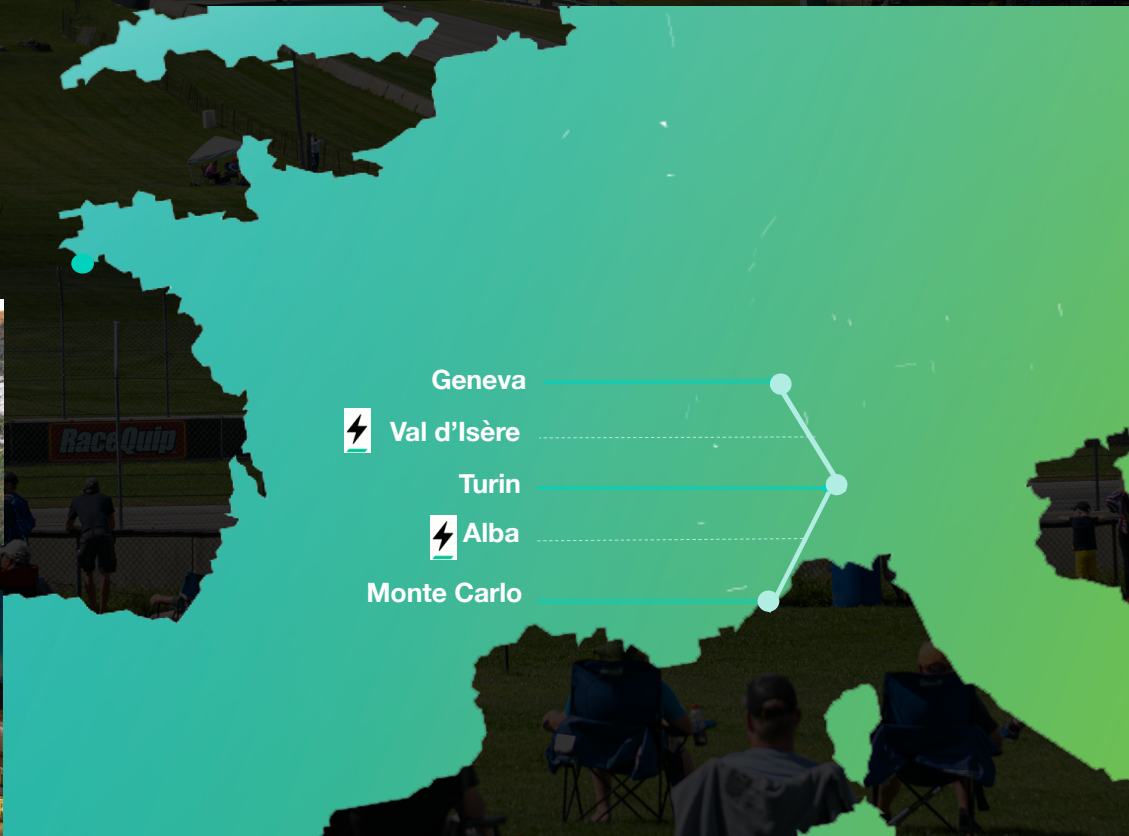 Geneva
Val d’Isère
Turin
Alba
Monte Carlo
RaceQuip